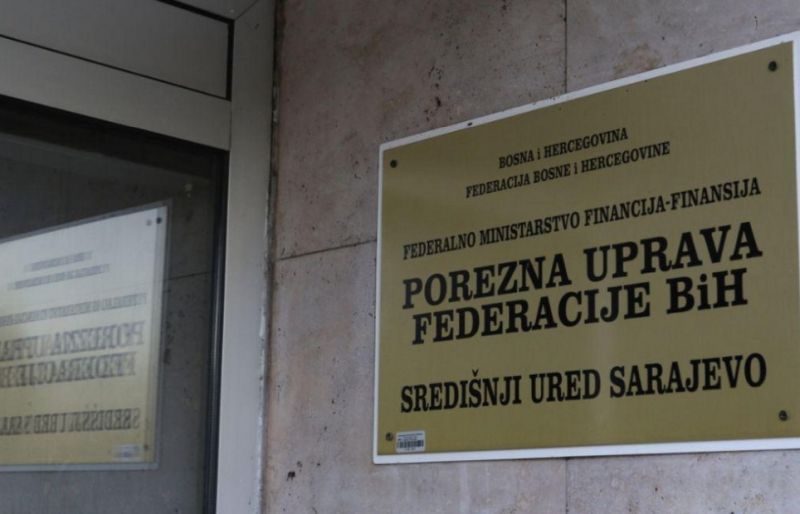 BOSNA i HERCEGOVINA
FEDERACIJA BOSNE i HERCEGOVINE
FEDERALNO MINISTARSTVO FINANCIJA-FINANSIJA
POREZNA UPRAVA
FEDERACIJE BiH
SREDIŠNJI URED SARAJEVO